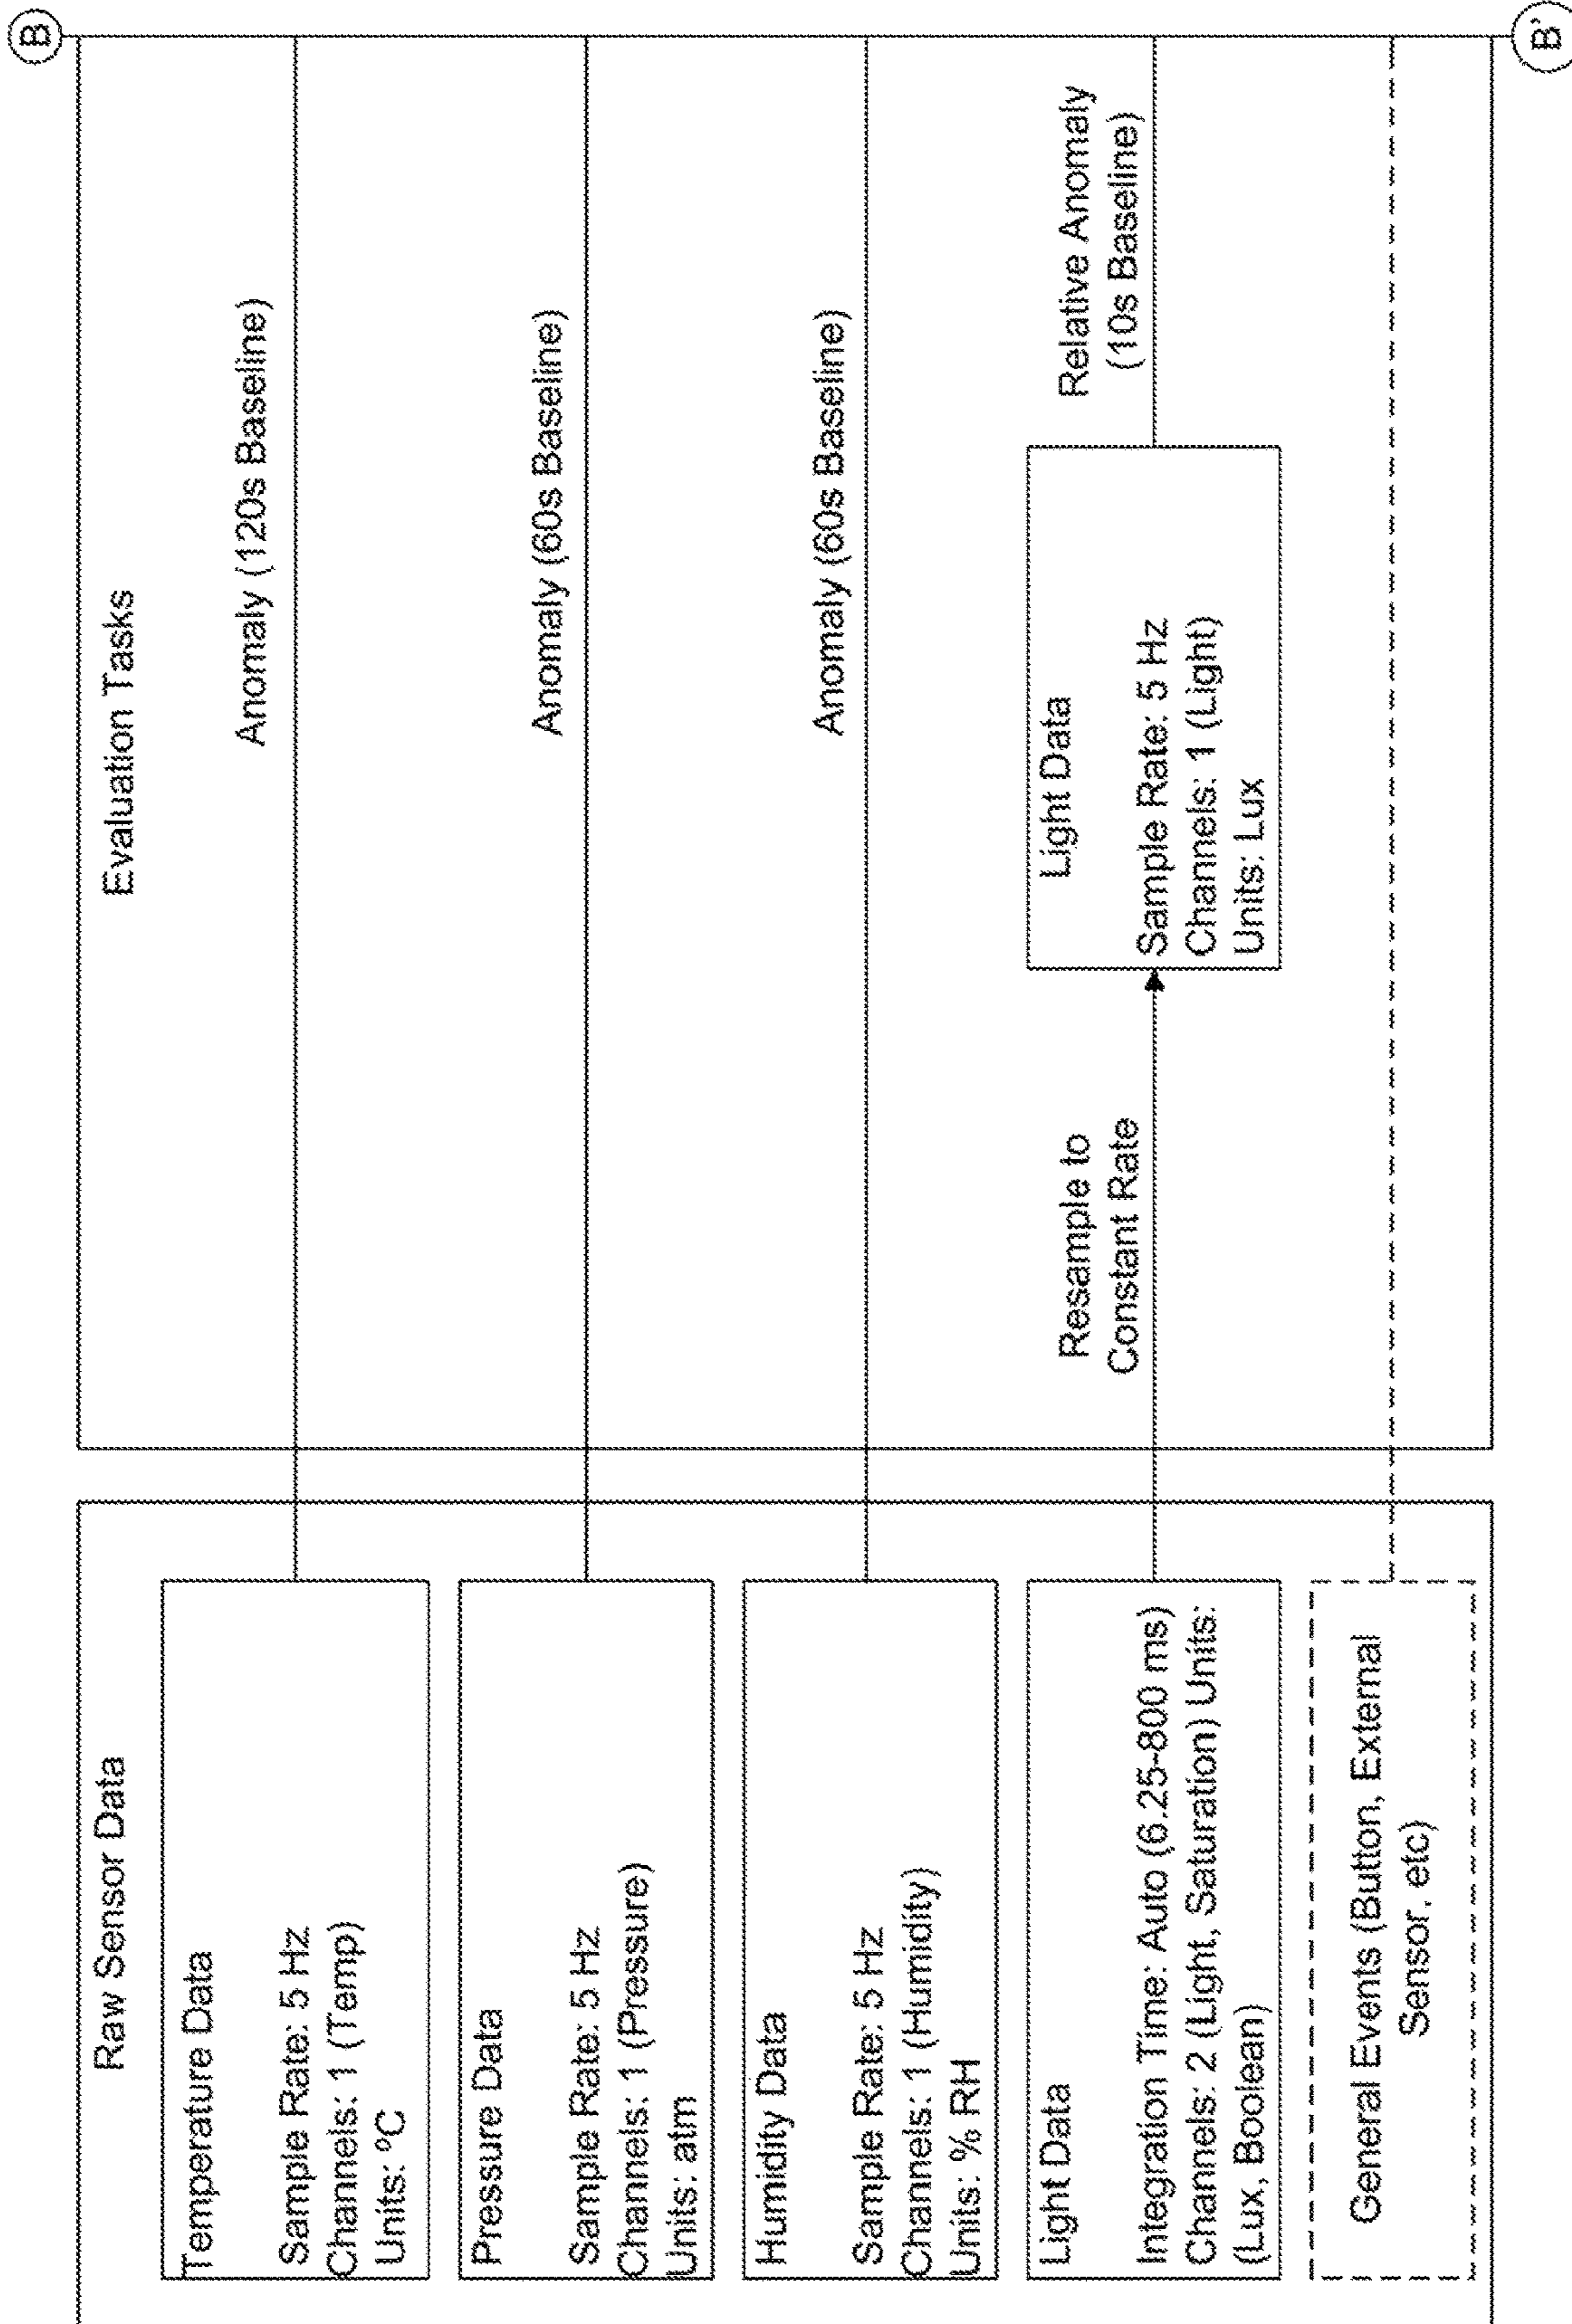 Raw Sensor Data
Temperature Data
Sample Rate: 5 Hz
Channels: 1 (Temp)
Units: ºC
Pressure Data
Sample Rate: 5 Hz
Channels: 1 (Pressure)
Units: atm
Humidity Data
Sample Rate: 5 Hz
Channels: 1 (Humidity)
Units: % RH
Light Data
Integration Time: Auto (6.25-800 ms)
Channels: 2 (Light, Saturation) Units:
(Lux, Boolean)
General Events (Button, External
Sensor, etc)
Evaluation Tasks
Anomaly (120s Baseline)
Anomaly (60s Baseline)
Anomaly (60s Baseline)
Resample to
Constant Rate
Light Data
Sample Rate: 5 Hz
Channels: 1 (Light)
Units: Lux
Relative Anomaly
(10s Baseline)
B
B'